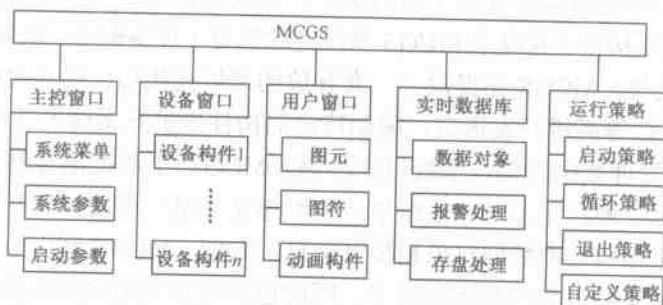 MCGS
主控窗口
系统菜单
系统参数
启动参数
设备窗口
设备构件1
设备构件n
用户窗口
图元
图符
动画构件
实时数据库
数据对象
报警处理
存盘处理
运行策略
启动策略
循环策略
退出策略
自定义策略